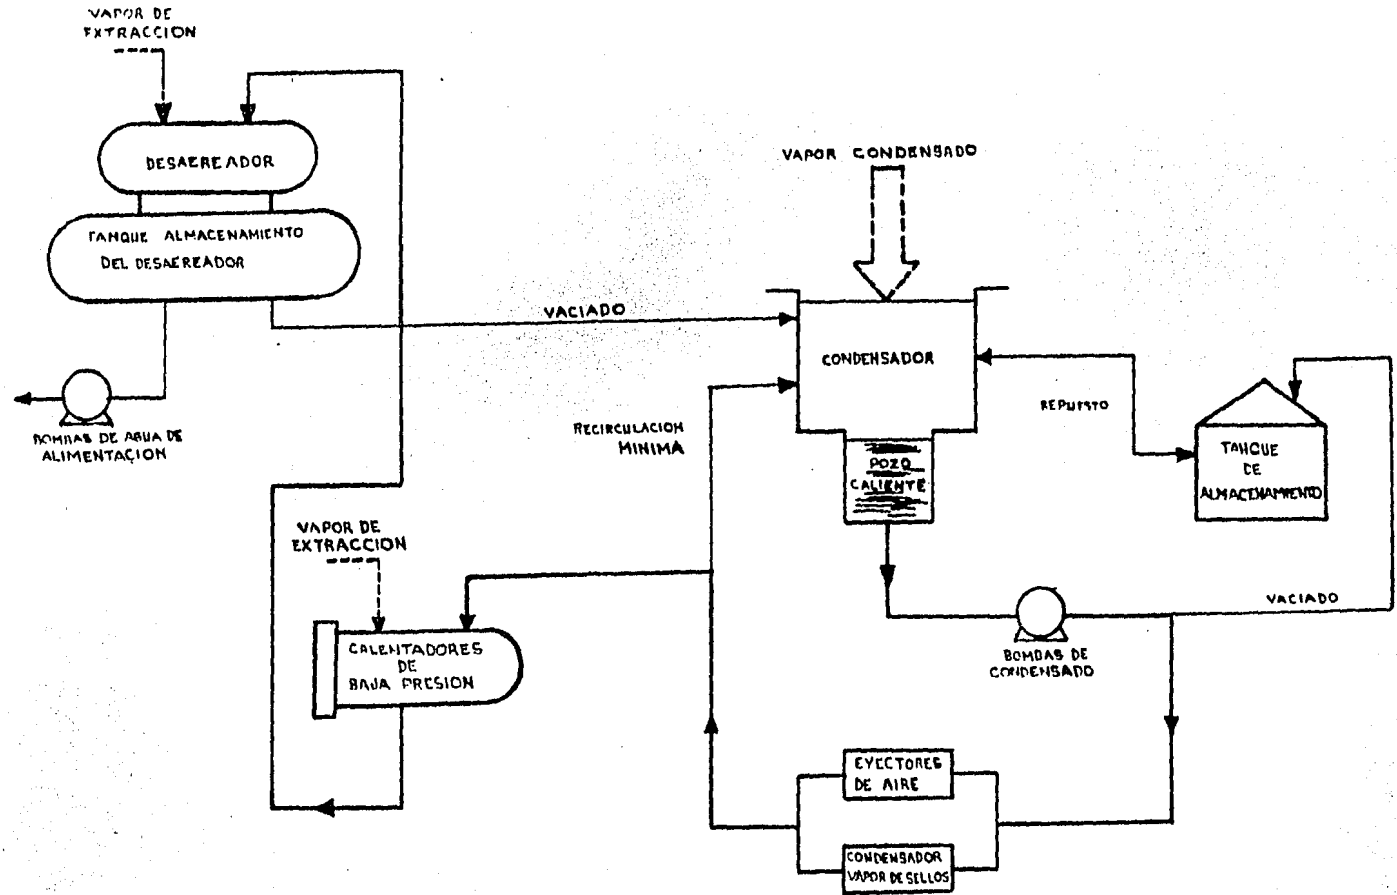 VAPOR DE
EXTRACCION
DESAEREADOR
TANQUE ALMACENAMIENTO
DEL DESAEREADOR
BOMBAS DE AGUA DE
ALIMENTACION
VACIADO
VAPOR CONDENSADO
CONDENSADOR
POZO
CALIENTE
RECIRCULACION
MINIMA
REPUESTO
TANQUE
DE
ALMACENAMIENTO
VAPOR DE
EXTRACCION
CALENTADORES
DE
BAJA PRESION
BOMBAS DE
CONDENSADO
VACIADO
EYECTORES
DE AIRE
CONDENSADOR
VAPOR DE SELLOS